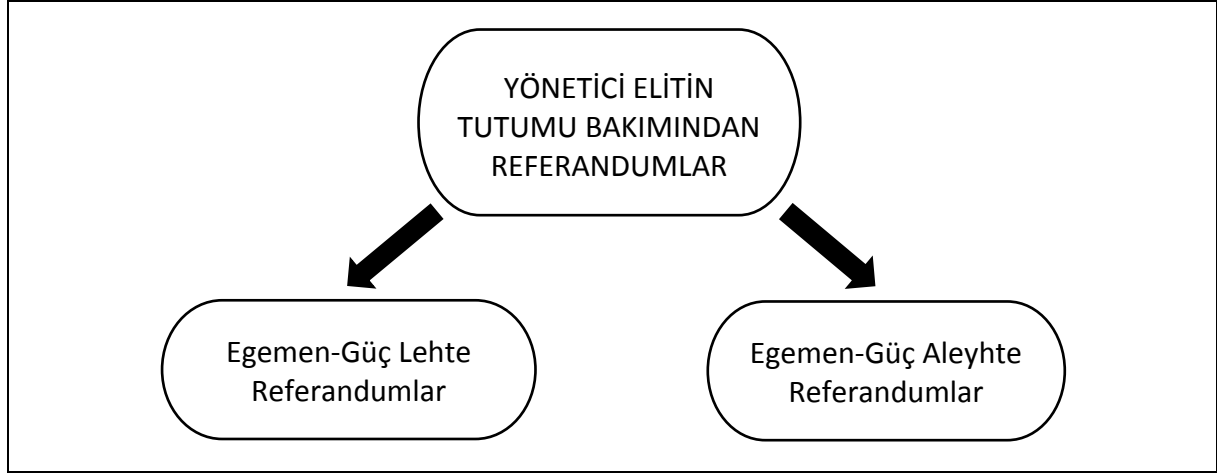 YÖNETİCİ ELİTİN
TUTUMU BAKIMINDAN
REFERANDUMLAR
Egemen-Güç Lehte
Referandumlar
Egemen-Güç Aleyhte
Referandumlar